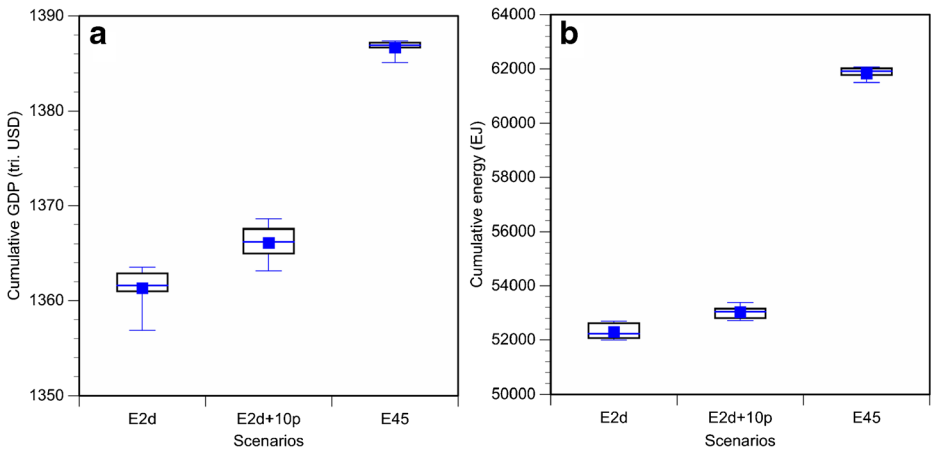 a
1390
1380
1370
1360
1350
Cumulative GDP (tri. USD)
E2d E2d+10p E45
Scenarios
b
64000
62000
60000
58000
56000
54000
52000
50000
Cumulative energy (EJ)
E2d E2d+10p E45
Scenarios